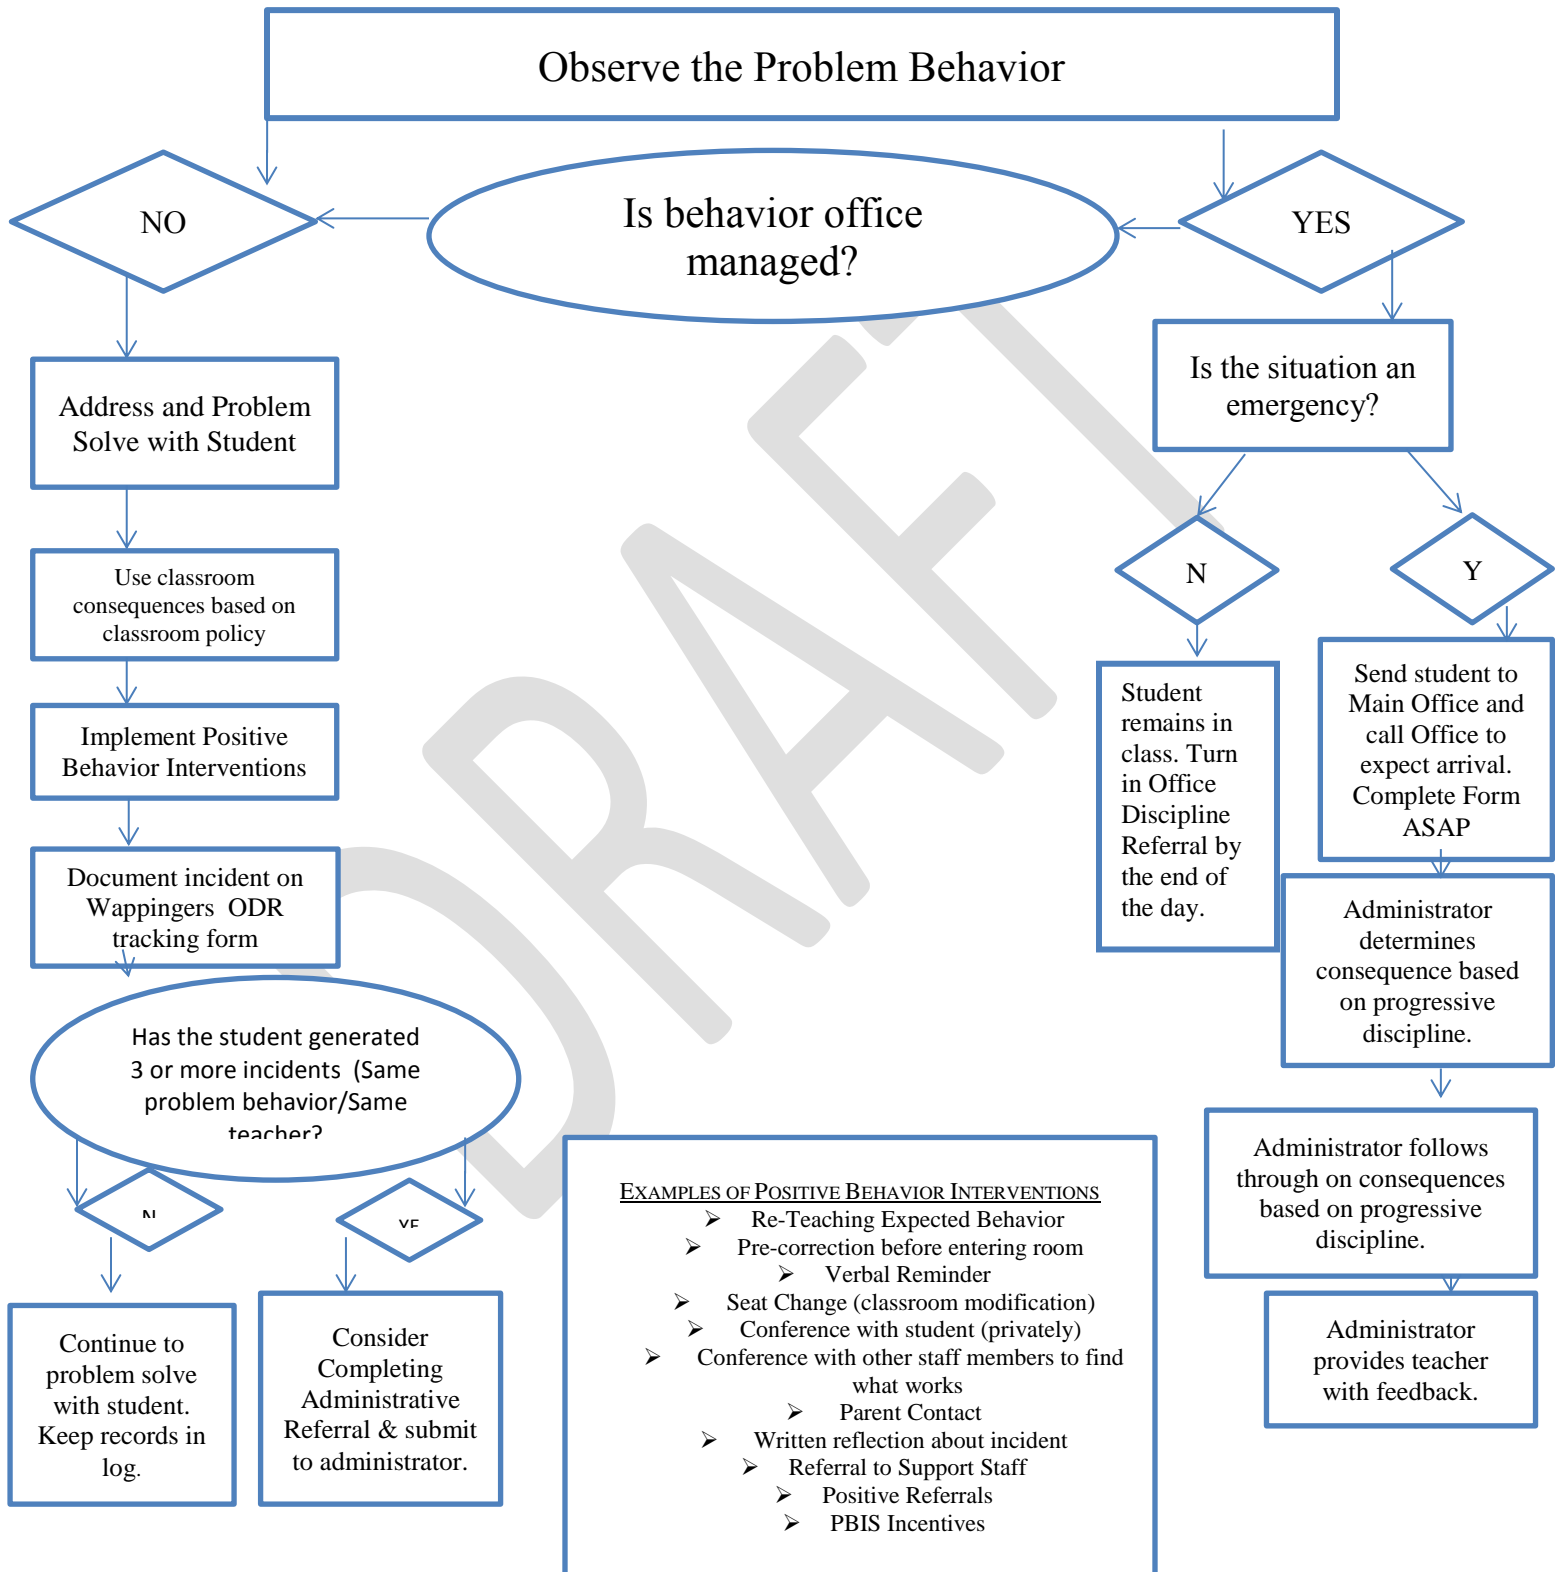 Observe the Problem Behavior
NO
Is behavior office
managed?
YES
Address and Problem
Solve with Student
Use classroom
consequences based on
classroom policy
Implement Positive
Behavior Interventions
Document incident on
Wappingers ODR
tracking form
Has the student generated
3 or more incidents (Same
problem behavior/Same
teacher?
Continue to
problem solve
with student.
Keep records in
log.
Consider
Completing
Administrative
Referral & submit
to administrator.
Is the situation an
emergency?
N
Y
Student
remains in
class. Turn
in Office
Discipline
Referral by
the end of
the day.
Send student to
Main Office and
call Office to
expect arrival.
Complete Form
ASAP
Administrator
determines
consequence based
on progressive
discipline.
Administrator follows
through on consequences
based on progressive
discipline.
Administrator
provides teacher
with feedback.
EXAMPLES OF POSITIVE BEHAVIOR INTERVENTIONS
➢ Re-Teaching Expected Behavior
➢ Pre-correction before entering room
➢ Verbal Reminder
➢ Seat Change (classroom modification)
➢ Conference with student (privately)
➢ Conference with other staff members to find
what works
➢ Parent Contact
➢ Written reflection about incident
➢ Referral to Support Staff
➢ Positive Referrals
➢ PBIS Incentives
DRAFT